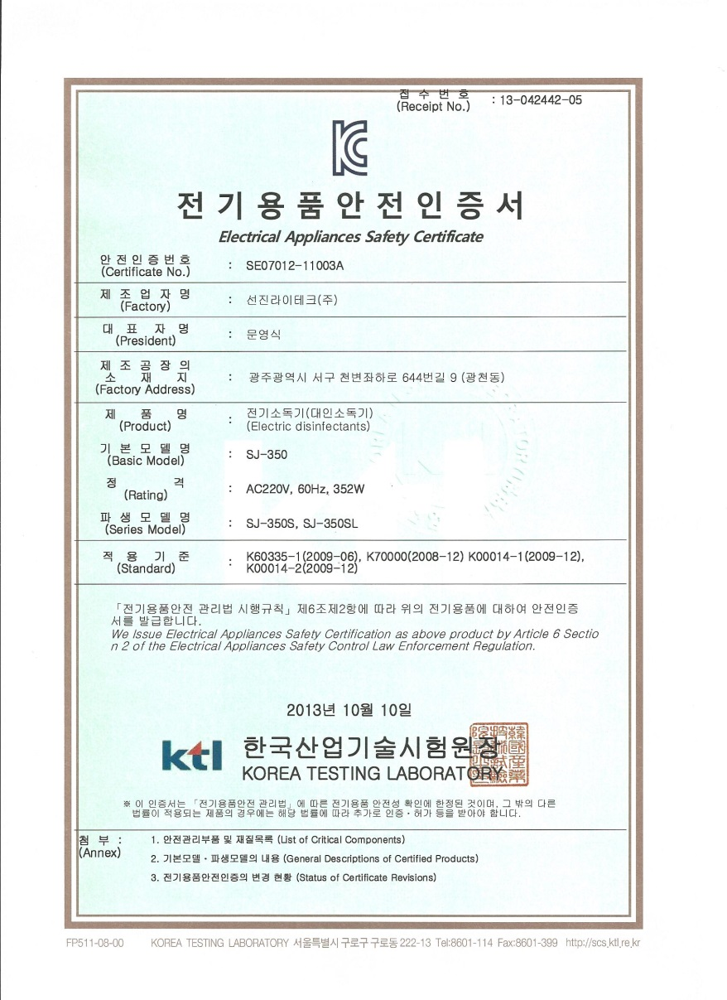 접 수 번 호
(Receipt No.) : 13-042442-05
전기용품안전인증서
Electrical Appliances Safety Certificate
안전인증번호
(Certificate No.) : SE07012-11003A
제 조 업 자 명
(Factory) : 선진라이테크(주)
대 표 자 명
(President) : 문영식
제 조 공 장 의
소 재 지
(Factory Address) : 광주광역시 서구 천변좌하로 644번길 9 (광천동)
제 품 명
(Product) : 전기소독기(대인소독기)
(Electric disinfectants)
기 본 모 델 명
(Basic Model) : SJ-350
정 격
(Rating) : AC220V, 60Hz, 352W
파 생 모 델 명
(Series Model) : SJ-350S, SJ-350SL
적 용 기 준
(Standard) : K60335-1(2009-06), K70000(2008-12) K00014-1(2009-12),
K00014-2(2009-12)
「전기용품안전 관리법 시행규칙」제6조제2항에 따라 위의 전기용품에 대하여 안전인증
서를 발급합니다.
We Issue Electrical Appliances Safety Certification as above product by Article 6 Sectio
n 2 of the Electrical Appliances Safety Control Law Enforcement Regulation.
2013년 10월 10일
ktl 한국산업기술시험원장
KOREA TESTING LABORATORY
※ 이 인증서는 「전기용품안전 관리법」에 따른 전기용품 안전성 확인에 한정된 것이며, 그 밖의 다른
법률이 적용되는 제품의 경우에는 해당 법률에 따라 추가로 인증·허가 등을 받아야 합니다.
첨 부 :
(Annex)
1. 안전관리부품 및 재질목록 (List of Critical Components)
2. 기본모델·파생모델의 내용 (General Descriptions of Certified Products)
3. 전기용품안전인증의 변경 현황 (Status of Certificate Revisions)
FP511-08-00 KOREA TESTING LABORATORY 서울특별시 구로구 구로동 222-13 Tel:8601-114 Fax:8601-399 http://scs.ktl.re.kr